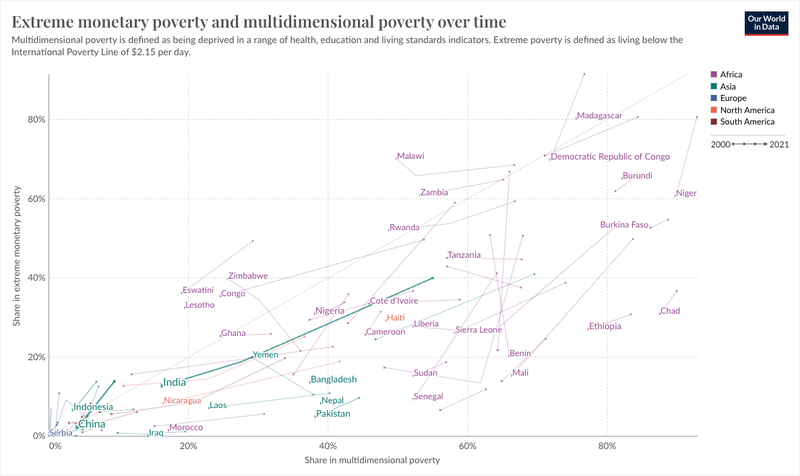 Extreme monetary poverty and multidimensional poverty over time
Our World
in Data
Multidimensional poverty is defined as being deprived in a range of health, education and living standards indicators. Extreme poverty is defined as living below the
International Poverty Line of $2.15 per day.
Africa
Asia
Europe
North America
South America
2000
2021
Share in extreme monetary poverty
80%
60%
40%
20%
0%
Madagascar
Malawi
Democratic Republic of Congo
Burundi
Zambia
Niger
Rwanda
Burkina Faso
Tanzania
Zimbabwe
Eswatini
Congo
Lesotho
Cote d'Ivoire
Nigeria
Haiti
Chad
Liberia
Sierra Leone
Ethiopia
Ghana
Cameroon
Yemen
Benin
India
Bangladesh
Sudan
Mali
Nicaragua
Laos
Nepal
Senegal
Indonesia
Pakistan
China
Morocco
Serbia
Iraq
0%
20%
40%
60%
80%
Share in multidimensional poverty